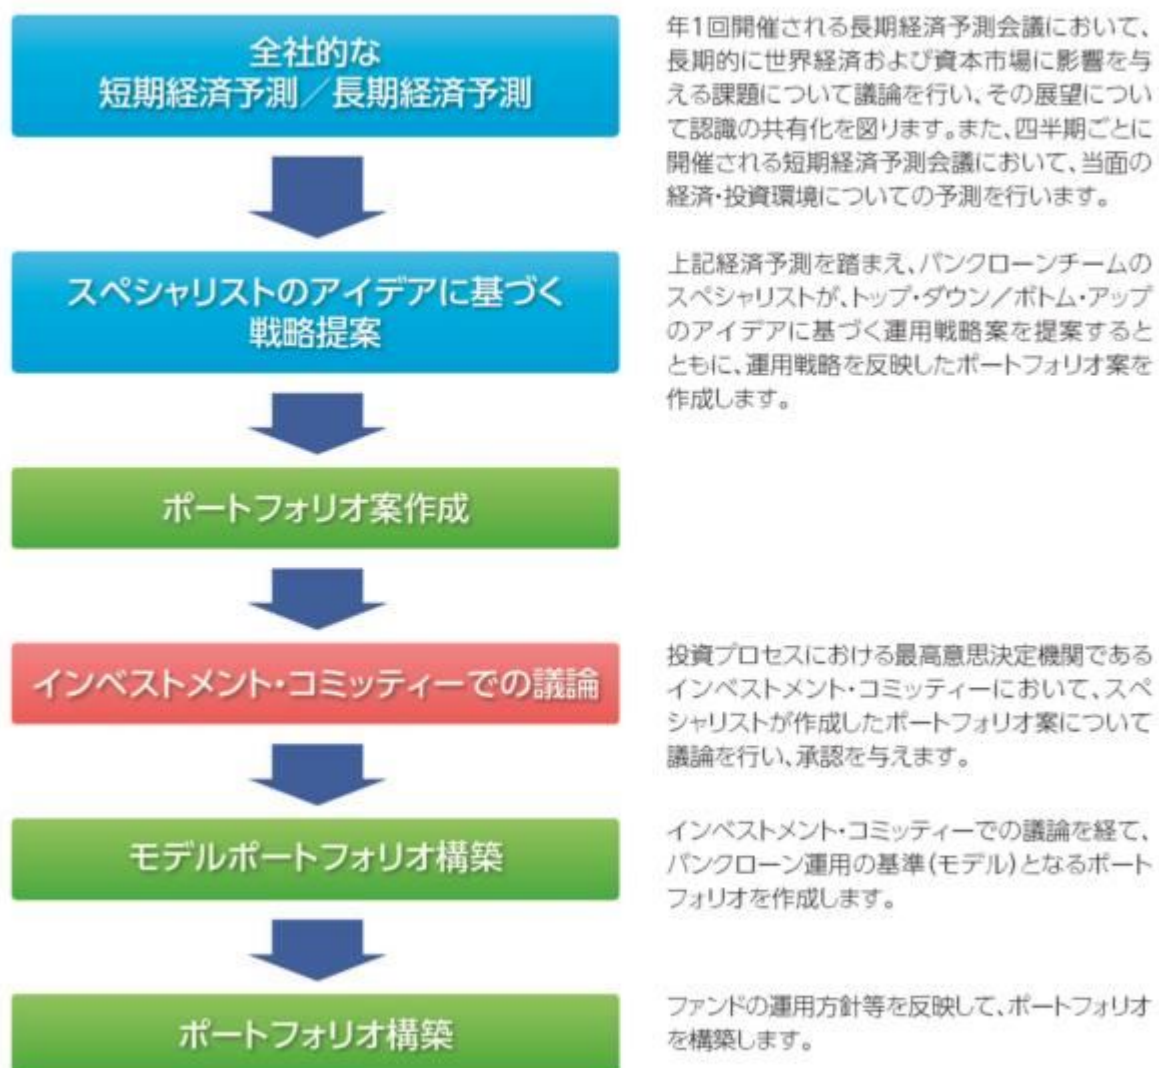 全社的な
短期経済予測／長期経済予測
年1回開催される長期経済予測会議において、
長期的に世界経済および資本市場に影響を与
える課題について議論を行い、その展望につい
て認識の共有化を図ります。また、四半期ごとに
開催される短期経済予測会議において、当面の
経済・投資環境についての予測を行います。
スペシャリストのアイデアに基づく
戦略提案
上記経済予測を踏まえ、バンクローンチームの
スペシャリストが、トップ・ダウン／ボトム・アップ
のアイデアに基づく運用戦略案を提案すると
ともに、運用戦略を反映したポートフォリオ案を
作成します。
ポートフォリオ案作成
インベストメント・コミッティーでの議論
投資プロセスにおける最高意思決定機関である
インベストメント・コミッティーにおいて、スペ
シャリストが作成したポートフォリオ案について
議論を行い、承認を与えます。
モデルポートフォリオ構築
インベストメント・コミッティーでの議論を経て、
バンクローン運用の基準（モデル）となるポート
フォリオを作成します。
ポートフォリオ構築
ファンドの運用方針等を反映して、ポートフォリオ
を構築します。